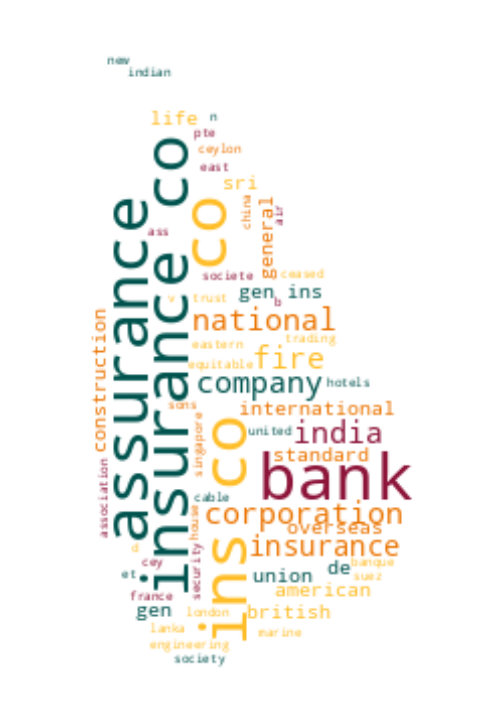 new
indian
life
n
pte
ceylon
east
sri
assurance
insurance co
co
china
general
air
ass
societe
ceased
v
trust
gen
ins
b
construction
national
eastern
trading
equitable
fire
company
hotels
sons
international
united
india
singapore
ins co
standard
bank
association
cable
corporation
house
overseas
insurance
d
cey
security
et
union
de
banque
suez
france
american
gen
london
british
lanka
marine
engineering
society